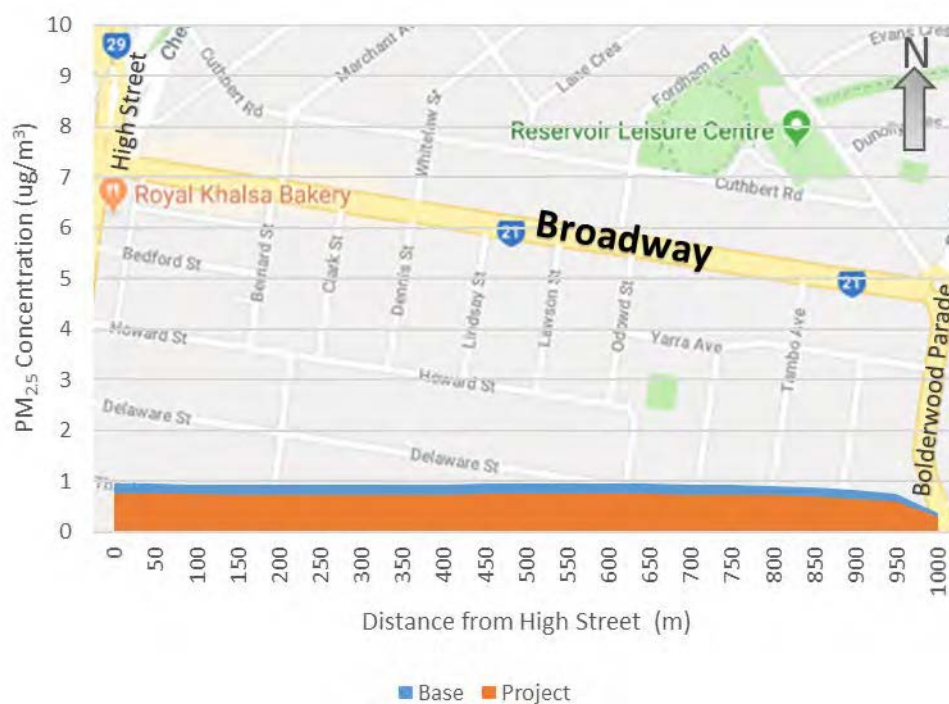 10
9
8
7
6
5
4
3
2
1
0
PM2.5 Concentration (ug/m³)
29
High Street
Che
Cuthbert Rd
Marchant A
Lane Cres
Fordham Rd
Evans Cres
N
Whitelaw St
Reservoir Leisure Centre
Dunolly
Cuthbert Rd
Royal Khalsa Bakery
21
Broadway
21
Bedford St
Benard St
Clark St
Dennis St
Lindsay St
Lawson St
Odowd St
Yarra Ave
Tambo Ave
Howard St
Howard St
Delaware St
Delaware St
Th
Bolderwood Parade
0
50
100
150
200
250
300
350
400
450
500
550
600
650
700
750
800
850
900
950
1000
Distance from High Street (m)
Base
Project